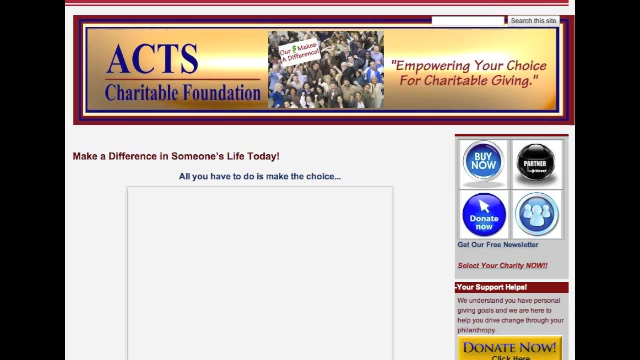 Search this site
ACTS
Charitable Foundation
Our $ Makes
A Difference!
"Empowering Your Choice
For Charitable Giving."
Make a Difference in Someone's Life Today!
All you have to do is make the choice...
BUY
NOW
PARTNER
Donate
now
Get Our Free Newsletter
Select Your Charity NOW!!
-Your Support Helps!
We understand you have personal
giving goals and we are here to
help you drive change through your
philanthropy.
DONATE NOW!
Click Here